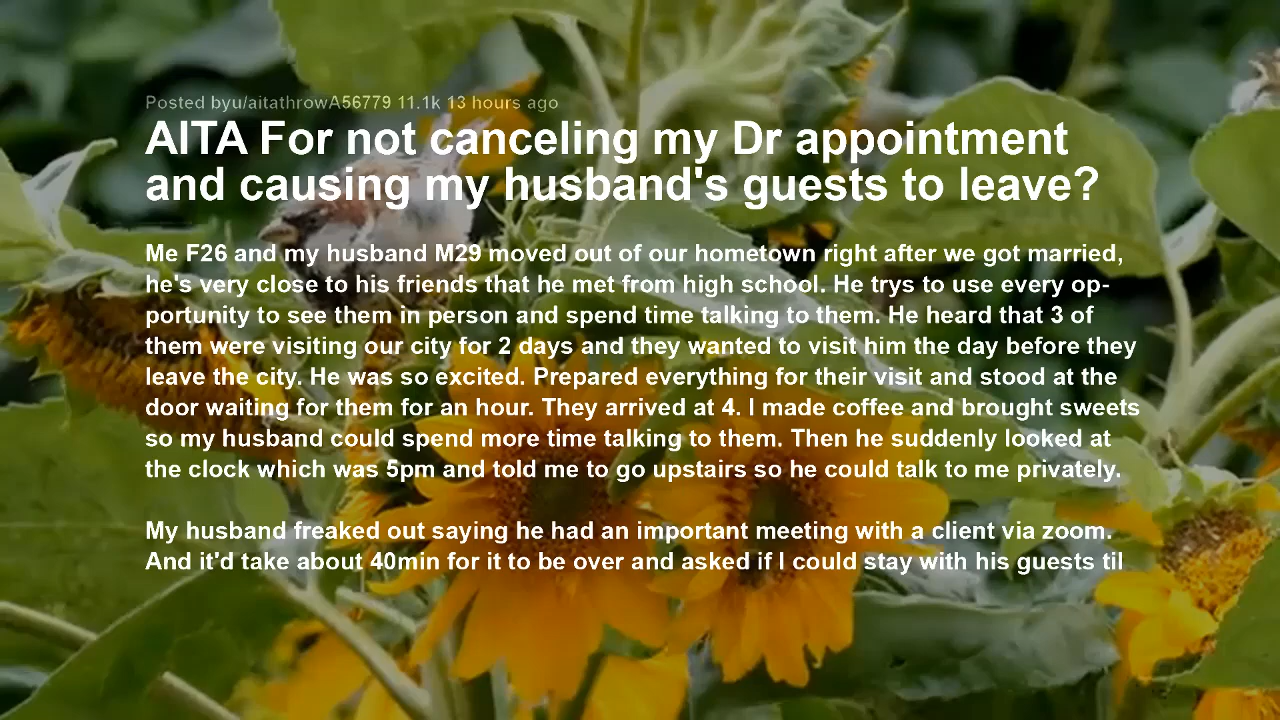 Posted byu/aitathrowA56779 11.1k 13 hours ago
AITA For not canceling my Dr appointment
and causing my husband's guests to leave?
Me F26 and my husband M29 moved out of our hometown right after we got married,
he's very close to his friends that he met from high school. He trys to use every op-
portunity to see them in person and spend time talking to them. He heard that 3 of
them were visiting our city for 2 days and they wanted to visit him the day before they
leave the city. He was so excited. Prepared everything for their visit and stood at the
door waiting for them for an hour. They arrived at 4. I made coffee and brought sweets
so my husband could spend more time talking to them. Then he suddenly looked at
the clock which was 5pm and told me to go upstairs so he could talk to me privately.
My husband freaked out saying he had an important meeting with a client via zoom.
And it'd take about 40min for it to be over and asked if I could stay with his guests til